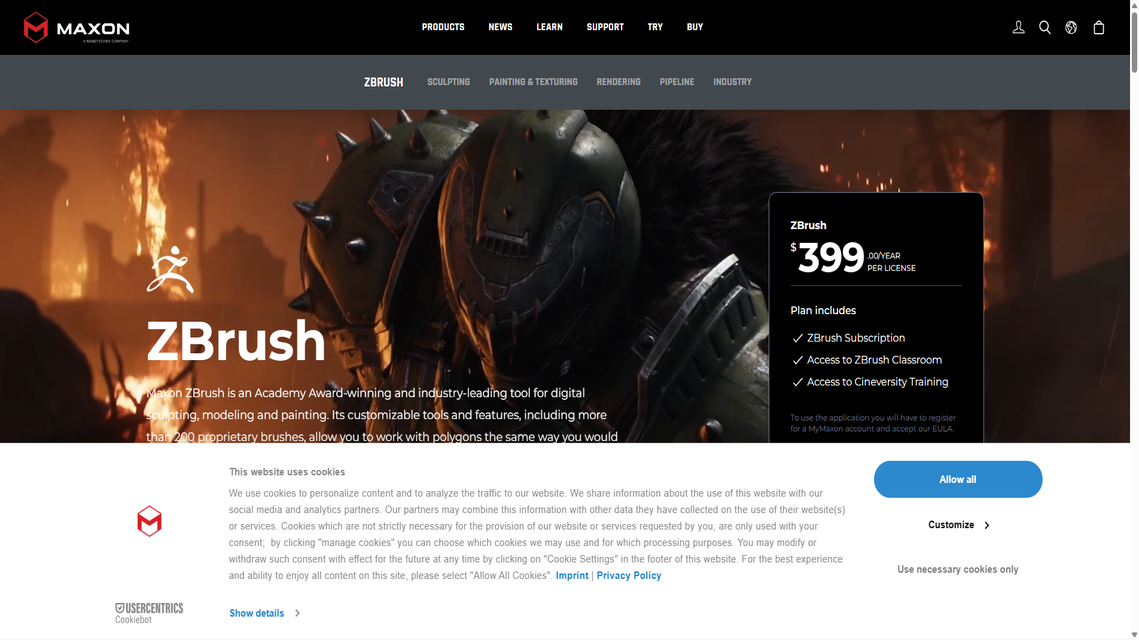 MAXON
A NEMETSCHEK COMPANY
PRODUCTS
NEWS
LEARN
SUPPORT
TRY
BUY
ZBRUSH
SCULPTING
PAINTING & TEXTURING
RENDERING
PIPELINE
INDUSTRY
ZBrush
Maxon ZBrush is an Academy Award-winning and industry-leading tool for digital
sculpting, modeling and painting. Its customizable tools and features, including more
than 200 proprietary brushes, allow you to work with polygons the same way you would
ZBrush
$399.00/YEAR
PER LICENSE
Plan includes
ZBrush Subscription
Access to ZBrush Classroom
Access to Cineversity Training
To use the application you will have to register
for a MyMaxon account and accept our EULA.
This website uses cookies
We use cookies to personalize content and to analyze the traffic to our website. We share information about the use of this website with our
social media and analytics partners. Our partners may combine this information with other data they have collected on the use of their website(s)
or services. Cookies which are not strictly necessary for the provision of our website or services requested by you, are only used with your
consent; by clicking "manage cookies" you can choose which cookies we may use and for which processing purposes. You may modify or
withdraw such consent with effect for the future at any time by clicking on "Cookie Settings" in the footer of this website. For the best experience
and ability to enjoy all content on this site, please select "Allow All Cookies". Imprint | Privacy Policy
Show details
USERCENTRICS
Cookiebot
Allow all
Customize
Use necessary cookies only